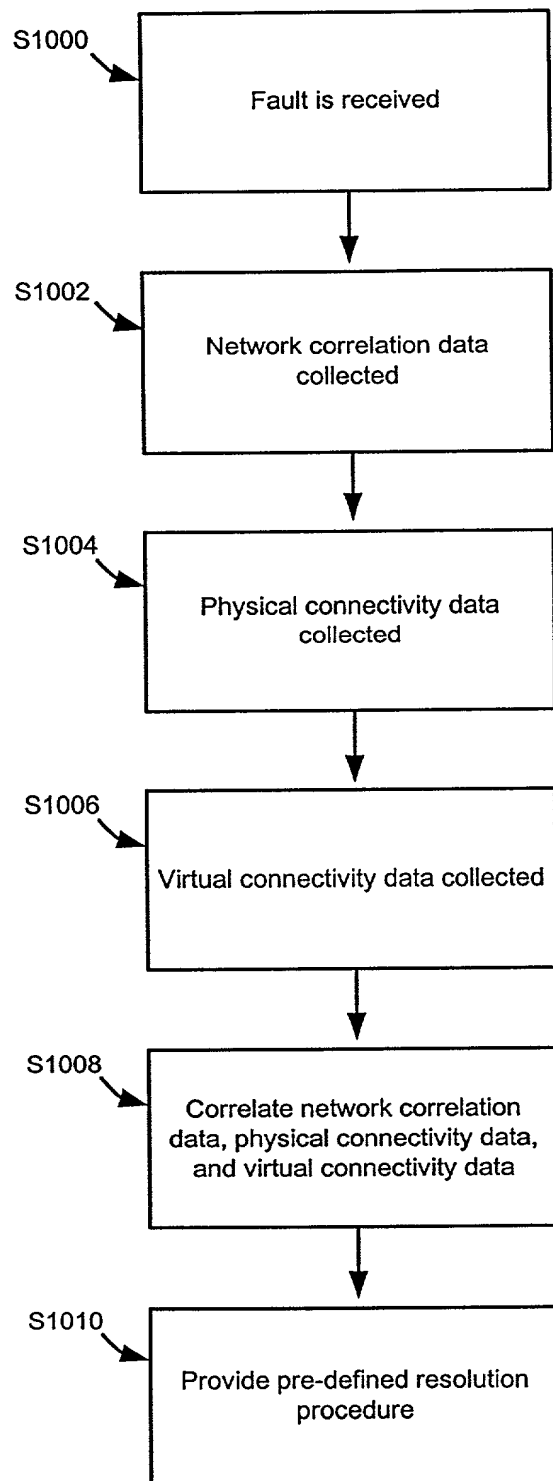 S1000
Fault is received
S1002
Network correlation data
collected
S1004
Physical connectivity data
collected
S1006
Virtual connectivity data collected
S1008
Correlate network correlation
data, physical connectivity data,
and virtual connectivity data
S1010
Provide pre-defined resolution
procedure